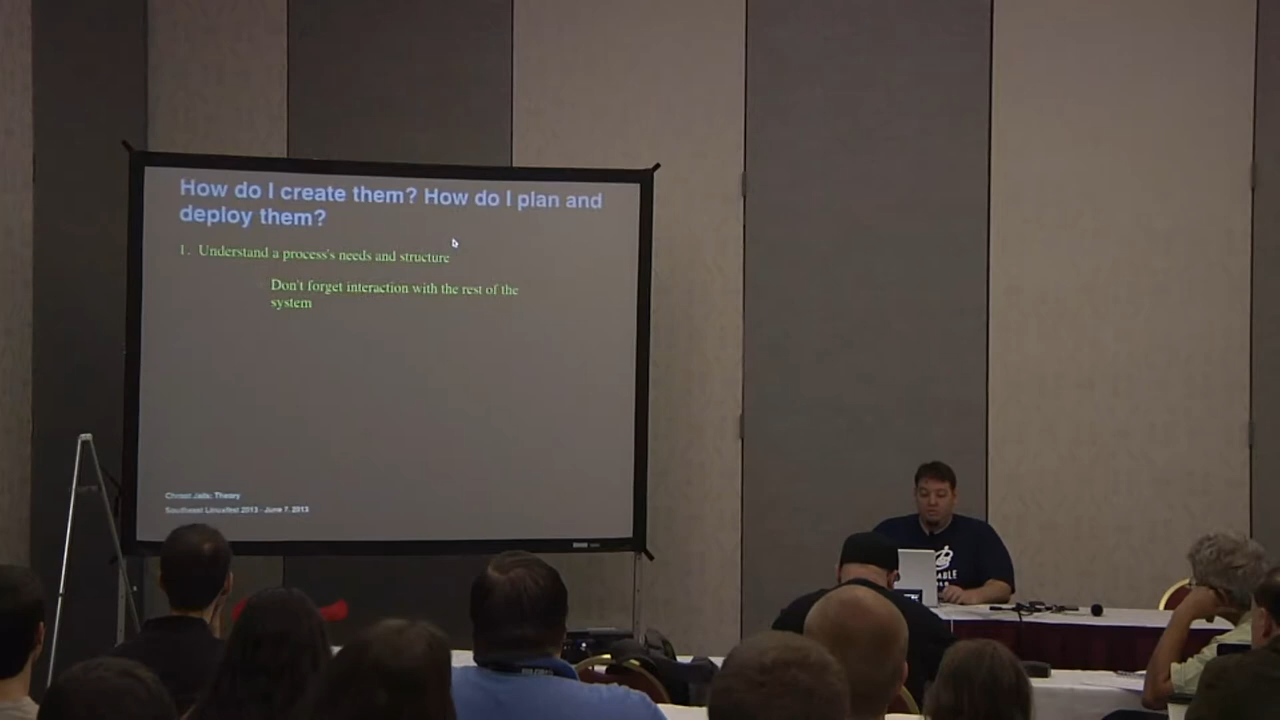 How do I create them? How do I plan and
deploy them?
1. Understand a process's needs and structure
Don't forget interaction with the rest of the
system
Chroot Jails: Theory
Southeast Linuxfest 2013 - June 7, 2013
ABLE